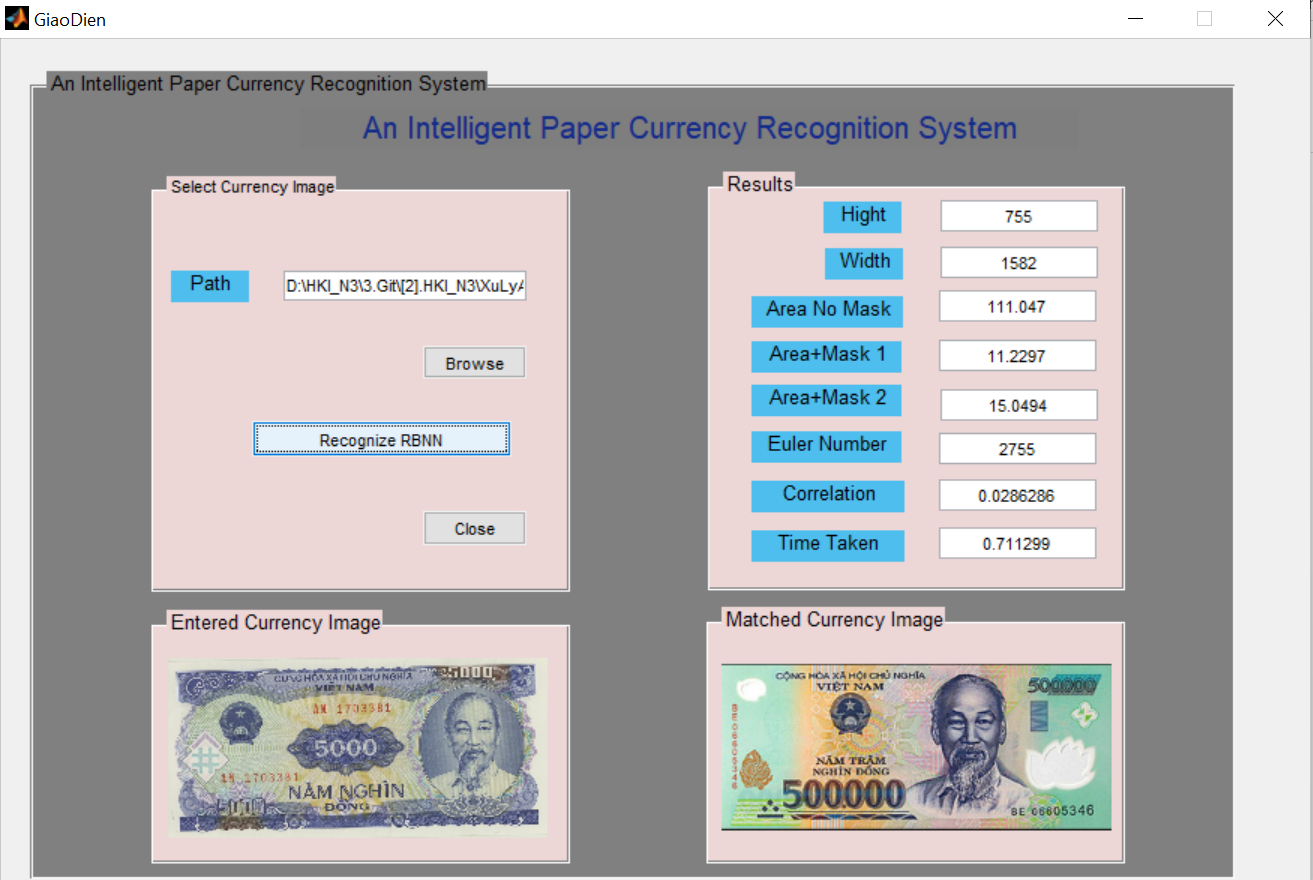 GiaoDien
An Intelligent Paper Currency Recognition System
An Intelligent Paper Currency Recognition System
Select Currency Image
Path
D:\HKI_N3\3.Git\[2].HKI_N3\XuLyA
Browse
Recognize RBNN
Close
Results
Hight 755
Width 1582
Area No Mask 111.047
Area+Mask 1 11.2297
Area+Mask 2 15.0494
Euler Number 2755
Correlation 0.0286286
Time Taken 0.711299
Entered Currency Image
CỘNG HÒA XÃ HỘI CHỦ NGHĨA
VIỆT NAM
5000
AM 1703381
5000
AM 1703381
NĂM NGHÌN
ĐỒNG
Matched Currency Image
CỘNG HÒA XÃ HỘI CHỦ NGHĨA
VIỆT NAM
500000
BE06605346
NĂM TRĂM
NGHÌN ĐỒNG
500000
BE 06605346